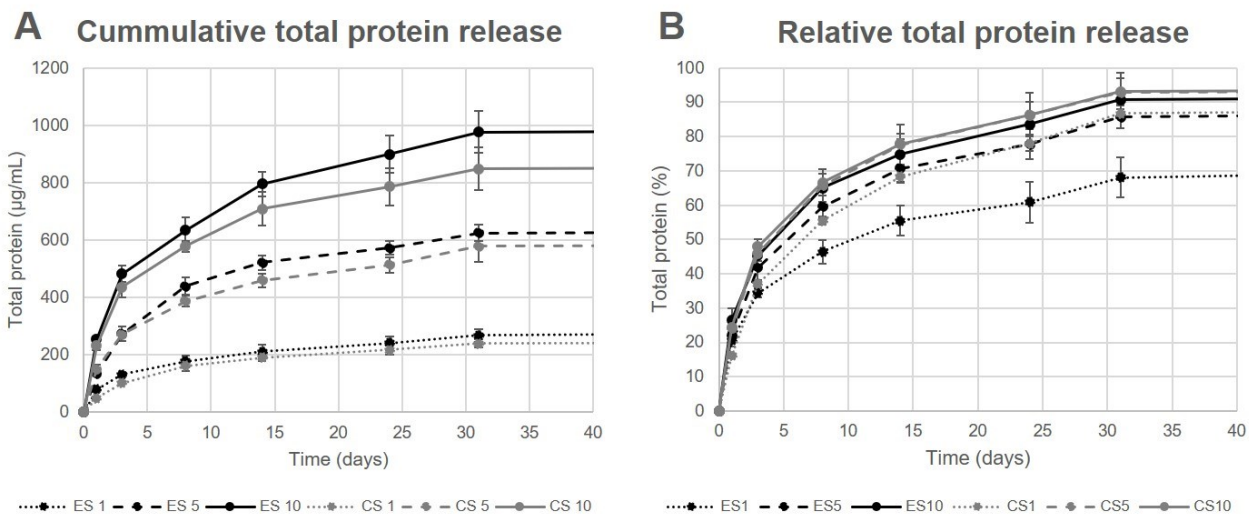 A Cummulative total protein release
1200
1000
800
600
400
200
0
Total protein (µg/mL)
0 5 10 15 20 25 30 35 40
Time (days)
ES 1 ES 5 ES 10 CS 1 CS 5 CS 10
B Relative total protein release
100
90
80
70
60
50
40
30
20
10
0
Total protein (%)
0 5 10 15 20 25 30 35 40
Time (days)
ES1 ES5 ES10 CS1 CS5 CS10